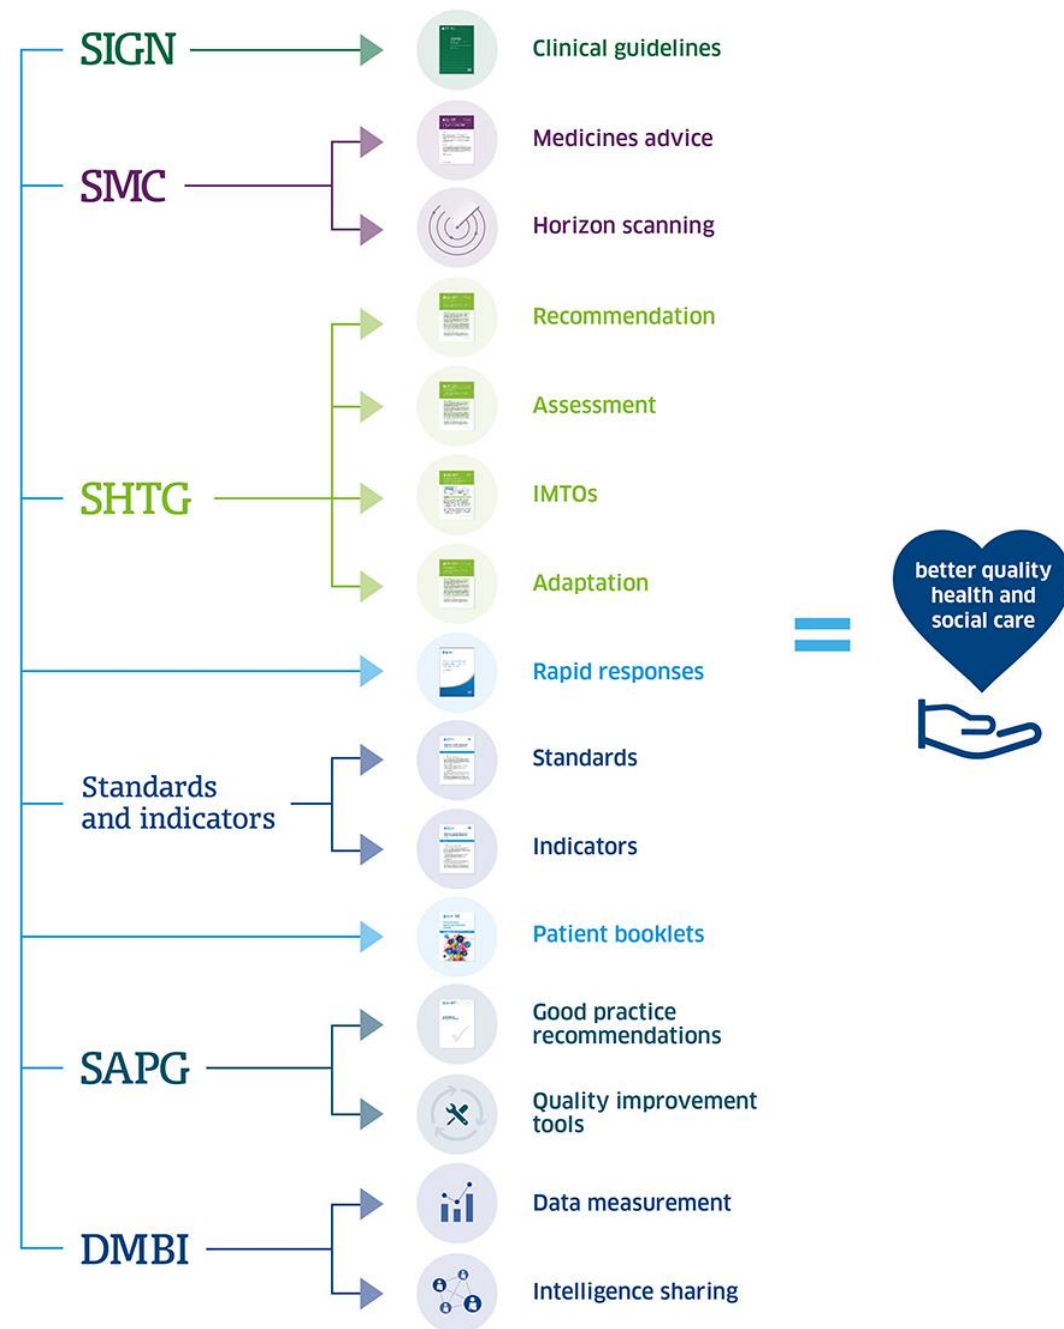 SIGN
Clinical guidelines
SMC
Medicines advice
Horizon scanning
SHTG
Recommendation
Assessment
IMTOs
Adaptation
Rapid responses
Standards
and indicators
Standards
Indicators
Patient booklets
SAPG
Good practice
recommendations
Quality improvement
tools
DMBI
Data measurement
Intelligence sharing
=
better quality
health and
social care